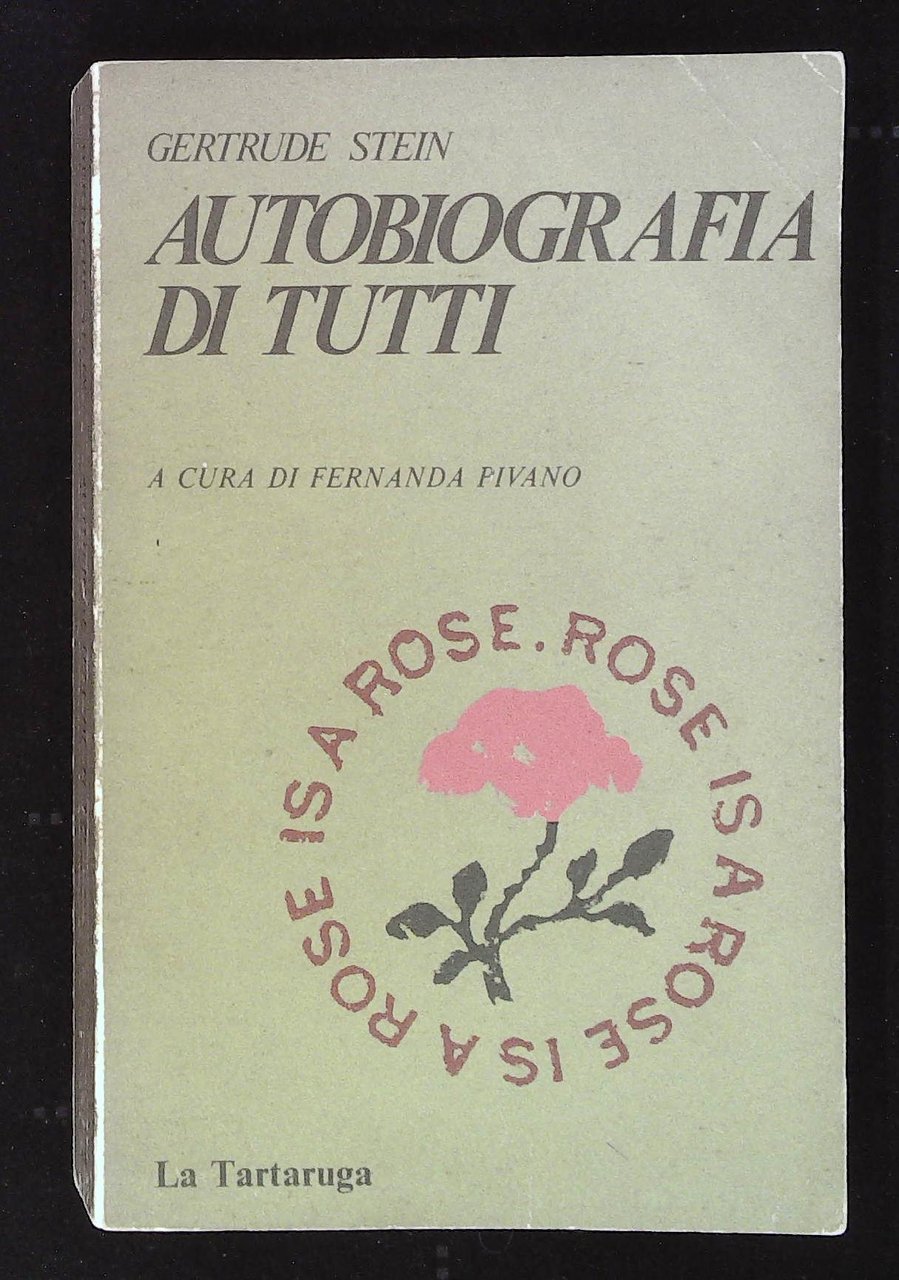 GERTRUDE STEIN
AUTOBIOGRAFIA
DI TUTTI
A CURA DI FERNANDA PIVANO
ROSE IS A ROSE IS A ROSE IS A ROSE.
La Tartaruga